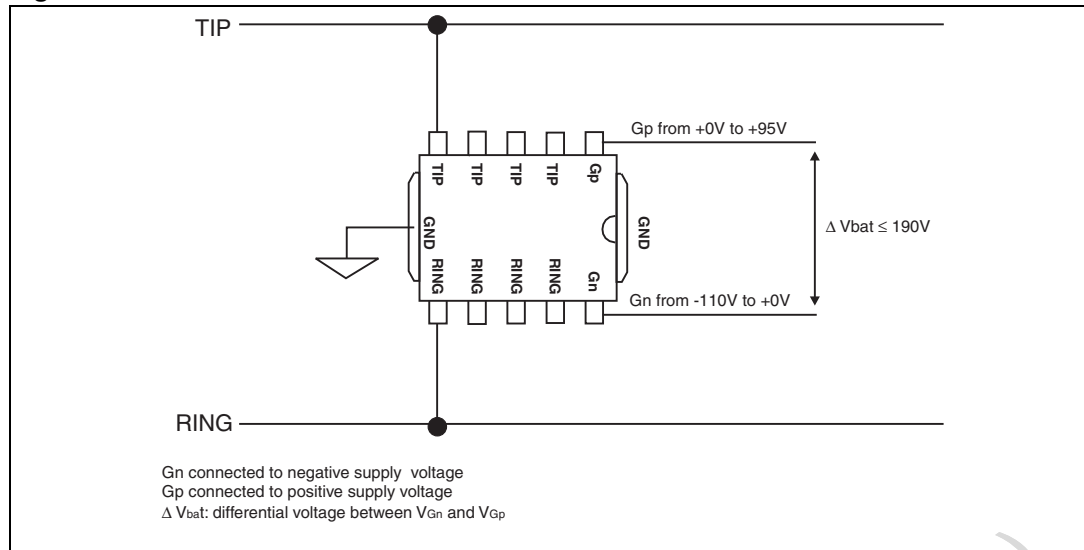 TIP
Gp from +0V to +95V
TIP TIP TIP TIP Gp
GND GND
Δ Vbat ≤ 190V
RING RING RING RING Gn
Gn from -110V to +0V
RING
Gn connected to negative supply voltage
Gp connected to positive supply voltage
Δ Vbat: differential voltage between VGn and VGp